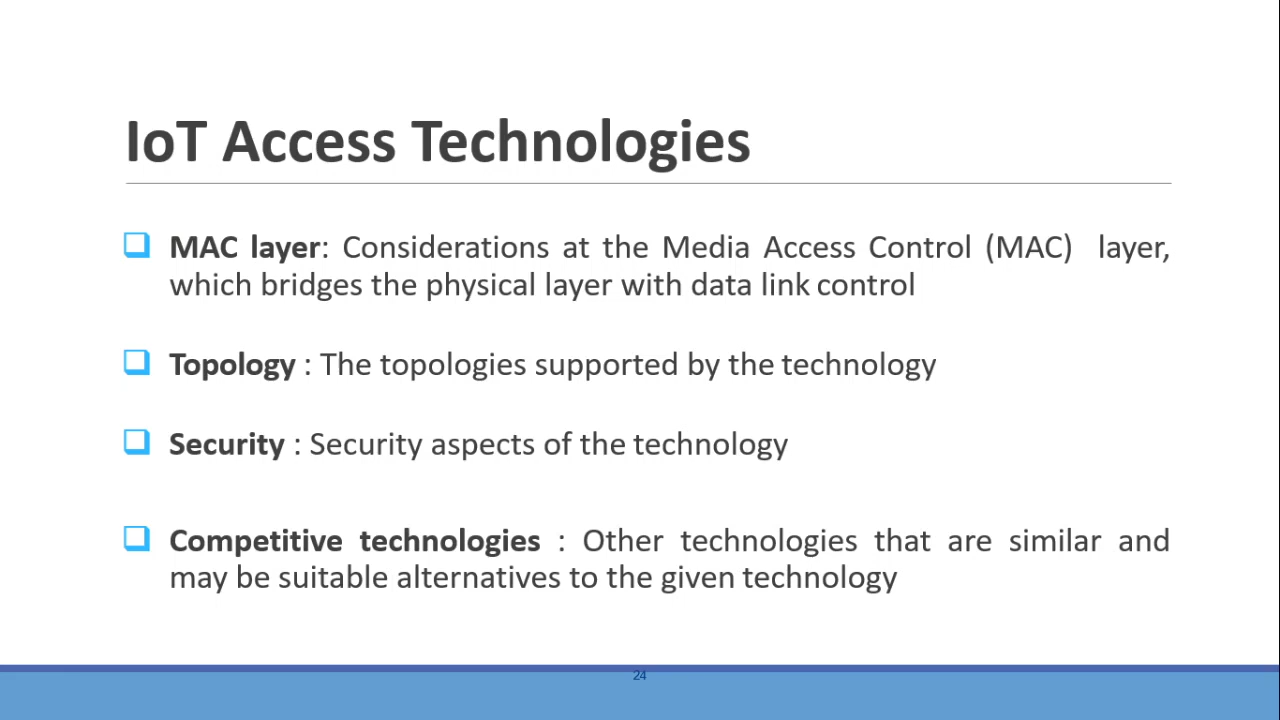 IoT Access Technologies
❑ MAC layer: Considerations at the Media Access Control (MAC) layer,
which bridges the physical layer with data link control
❑ Topology : The topologies supported by the technology
❑ Security : Security aspects of the technology
❑ Competitive technologies : Other technologies that are similar and
may be suitable alternatives to the given technology
24